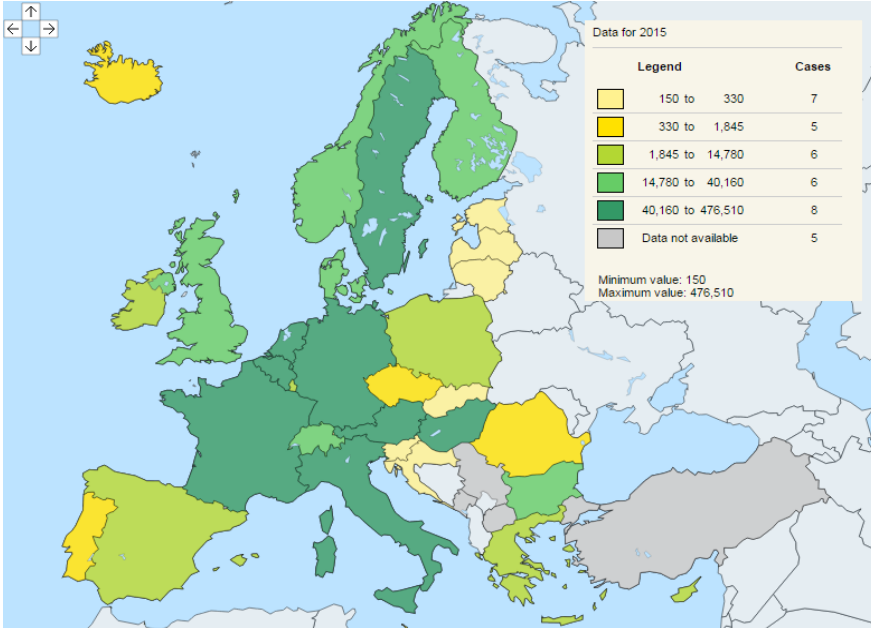 Data for 2015
Legend Cases
150 to 330 7
330 to 1,845 5
1,845 to 14,780 6
14,780 to 40,160 6
40,160 to 476,510 8
Data not available 5
Minimum value: 150
Maximum value: 476,510